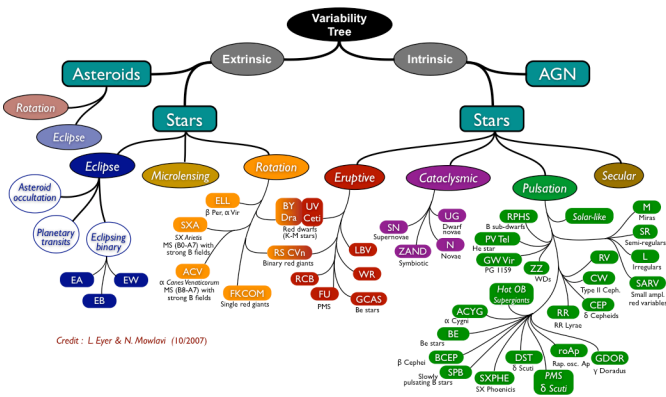 Variability
Tree
Extrinsic
Intrinsic
Asteroids
AGN
Rotation
Eclipse
Stars
Stars
Eclipse
Microlensing
Rotation
Eruptive
Cataclysmic
Pulsation
Secular
Asteroid
occultation
Planetary
transits
Eclipsing
binary
EA
EB
EW
ELL
β Per, α Vir
SXA
SX Arietis
MS (B0-A7) with
strong B fields
ACV
α Canes Venaticorum
MS (B8-A7) with
strong B fields
BY
Dra
UV
Ceti
Red dwarfs
(K-M stars)
RS CVn
Binary red giants
FKCOM
Single red giants
LBV
WR
RCB
FU
PMS
GCAS
Be stars
SN
Supernovae
UG
Dwarf
novae
ZAND
Symbiotic
N
Novae
RPHS
B sub-dwarfs
PV Tel
He star
GW Vir
PG 1159
ZZ
WDs
Solar-like
M
Miras
SR
Semi-regulars
L
Irregulars
SARV
Small ampl.
red variables
RV
CW
Type II Ceph.
CEP
δ Cepheids
RR
RR Lyrae
Hot OB
Supergiants
ACYG
α Cygni
BE
Be stars
BCEP
β Cephei
SPB
Slowly
pulsating B stars
SXPHE
SX Phoenicis
DST
δ Scuti
PMS
δ Scuti
roAp
Rap. osc. Ap
GDOR
γ Doradus
Credit : L. Eyer & N. Mowlavi (10/2007)